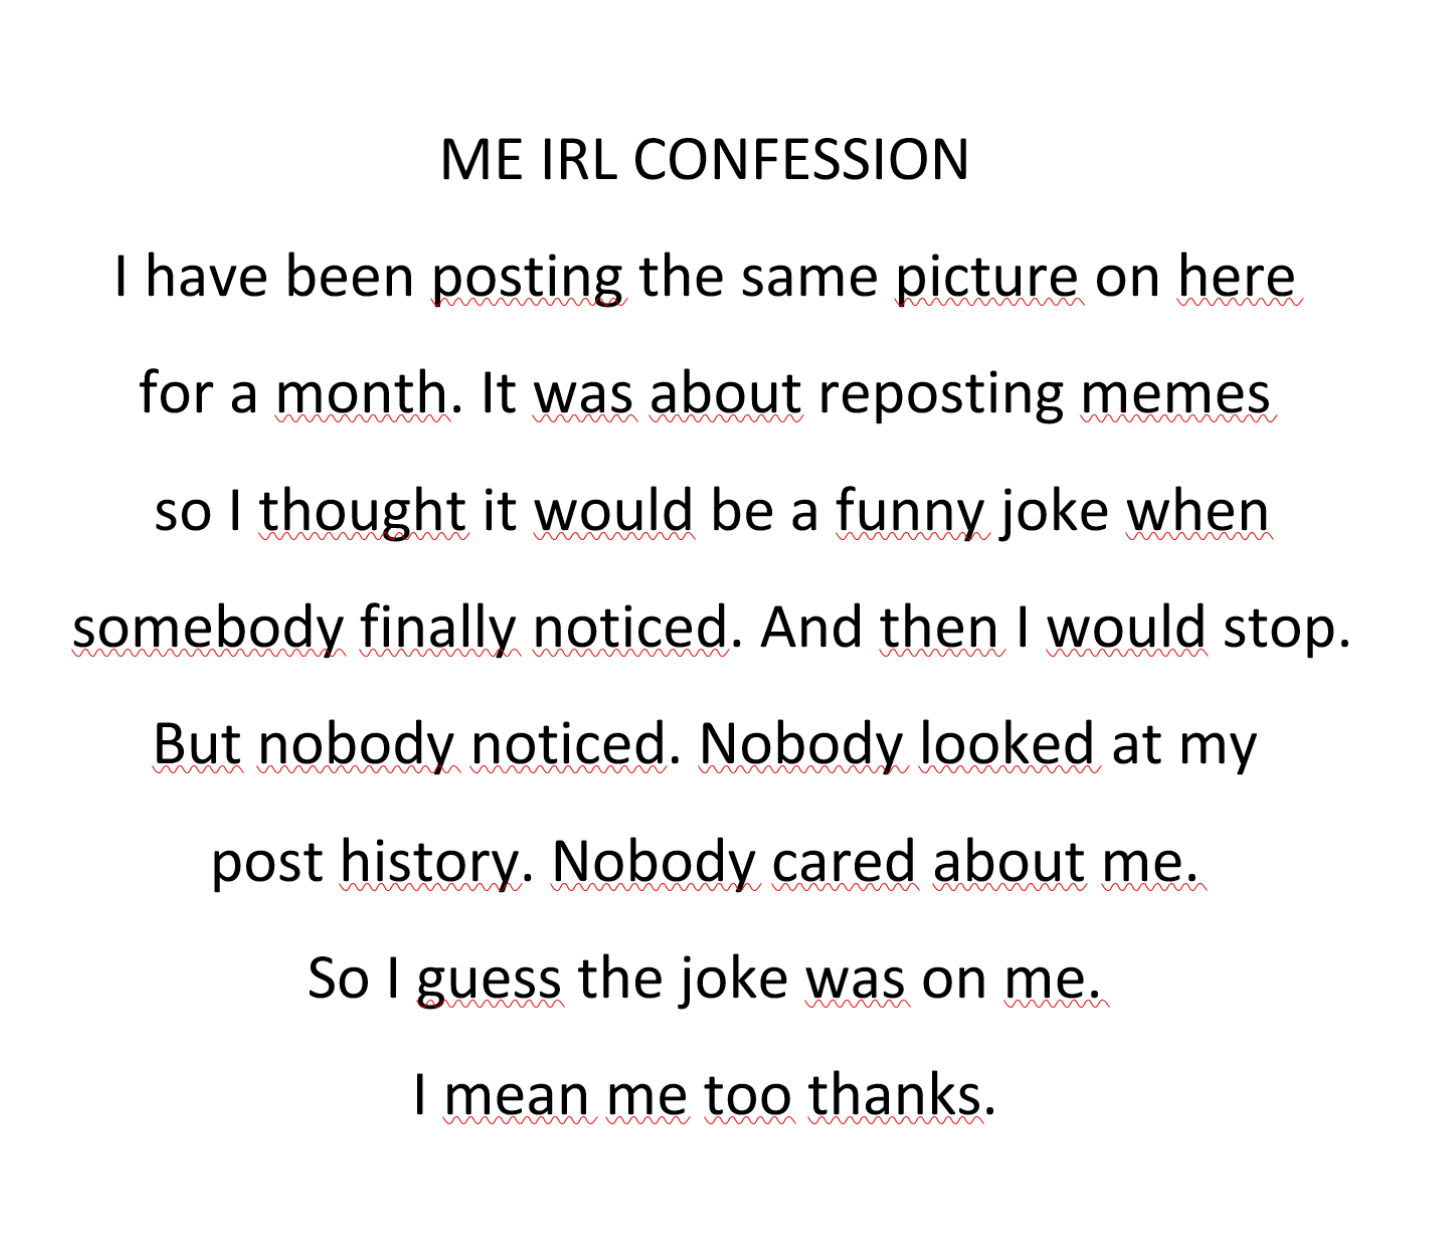 ME IRL CONFESSION
I have been posting the same picture on here
for a month. It was about reposting memes
so I thought it would be a funny joke when
somebody finally noticed. And then I would stop.
But nobody noticed. Nobody looked at my
post history. Nobody cared about me.
So I guess the joke was on me.
I mean me too thanks.